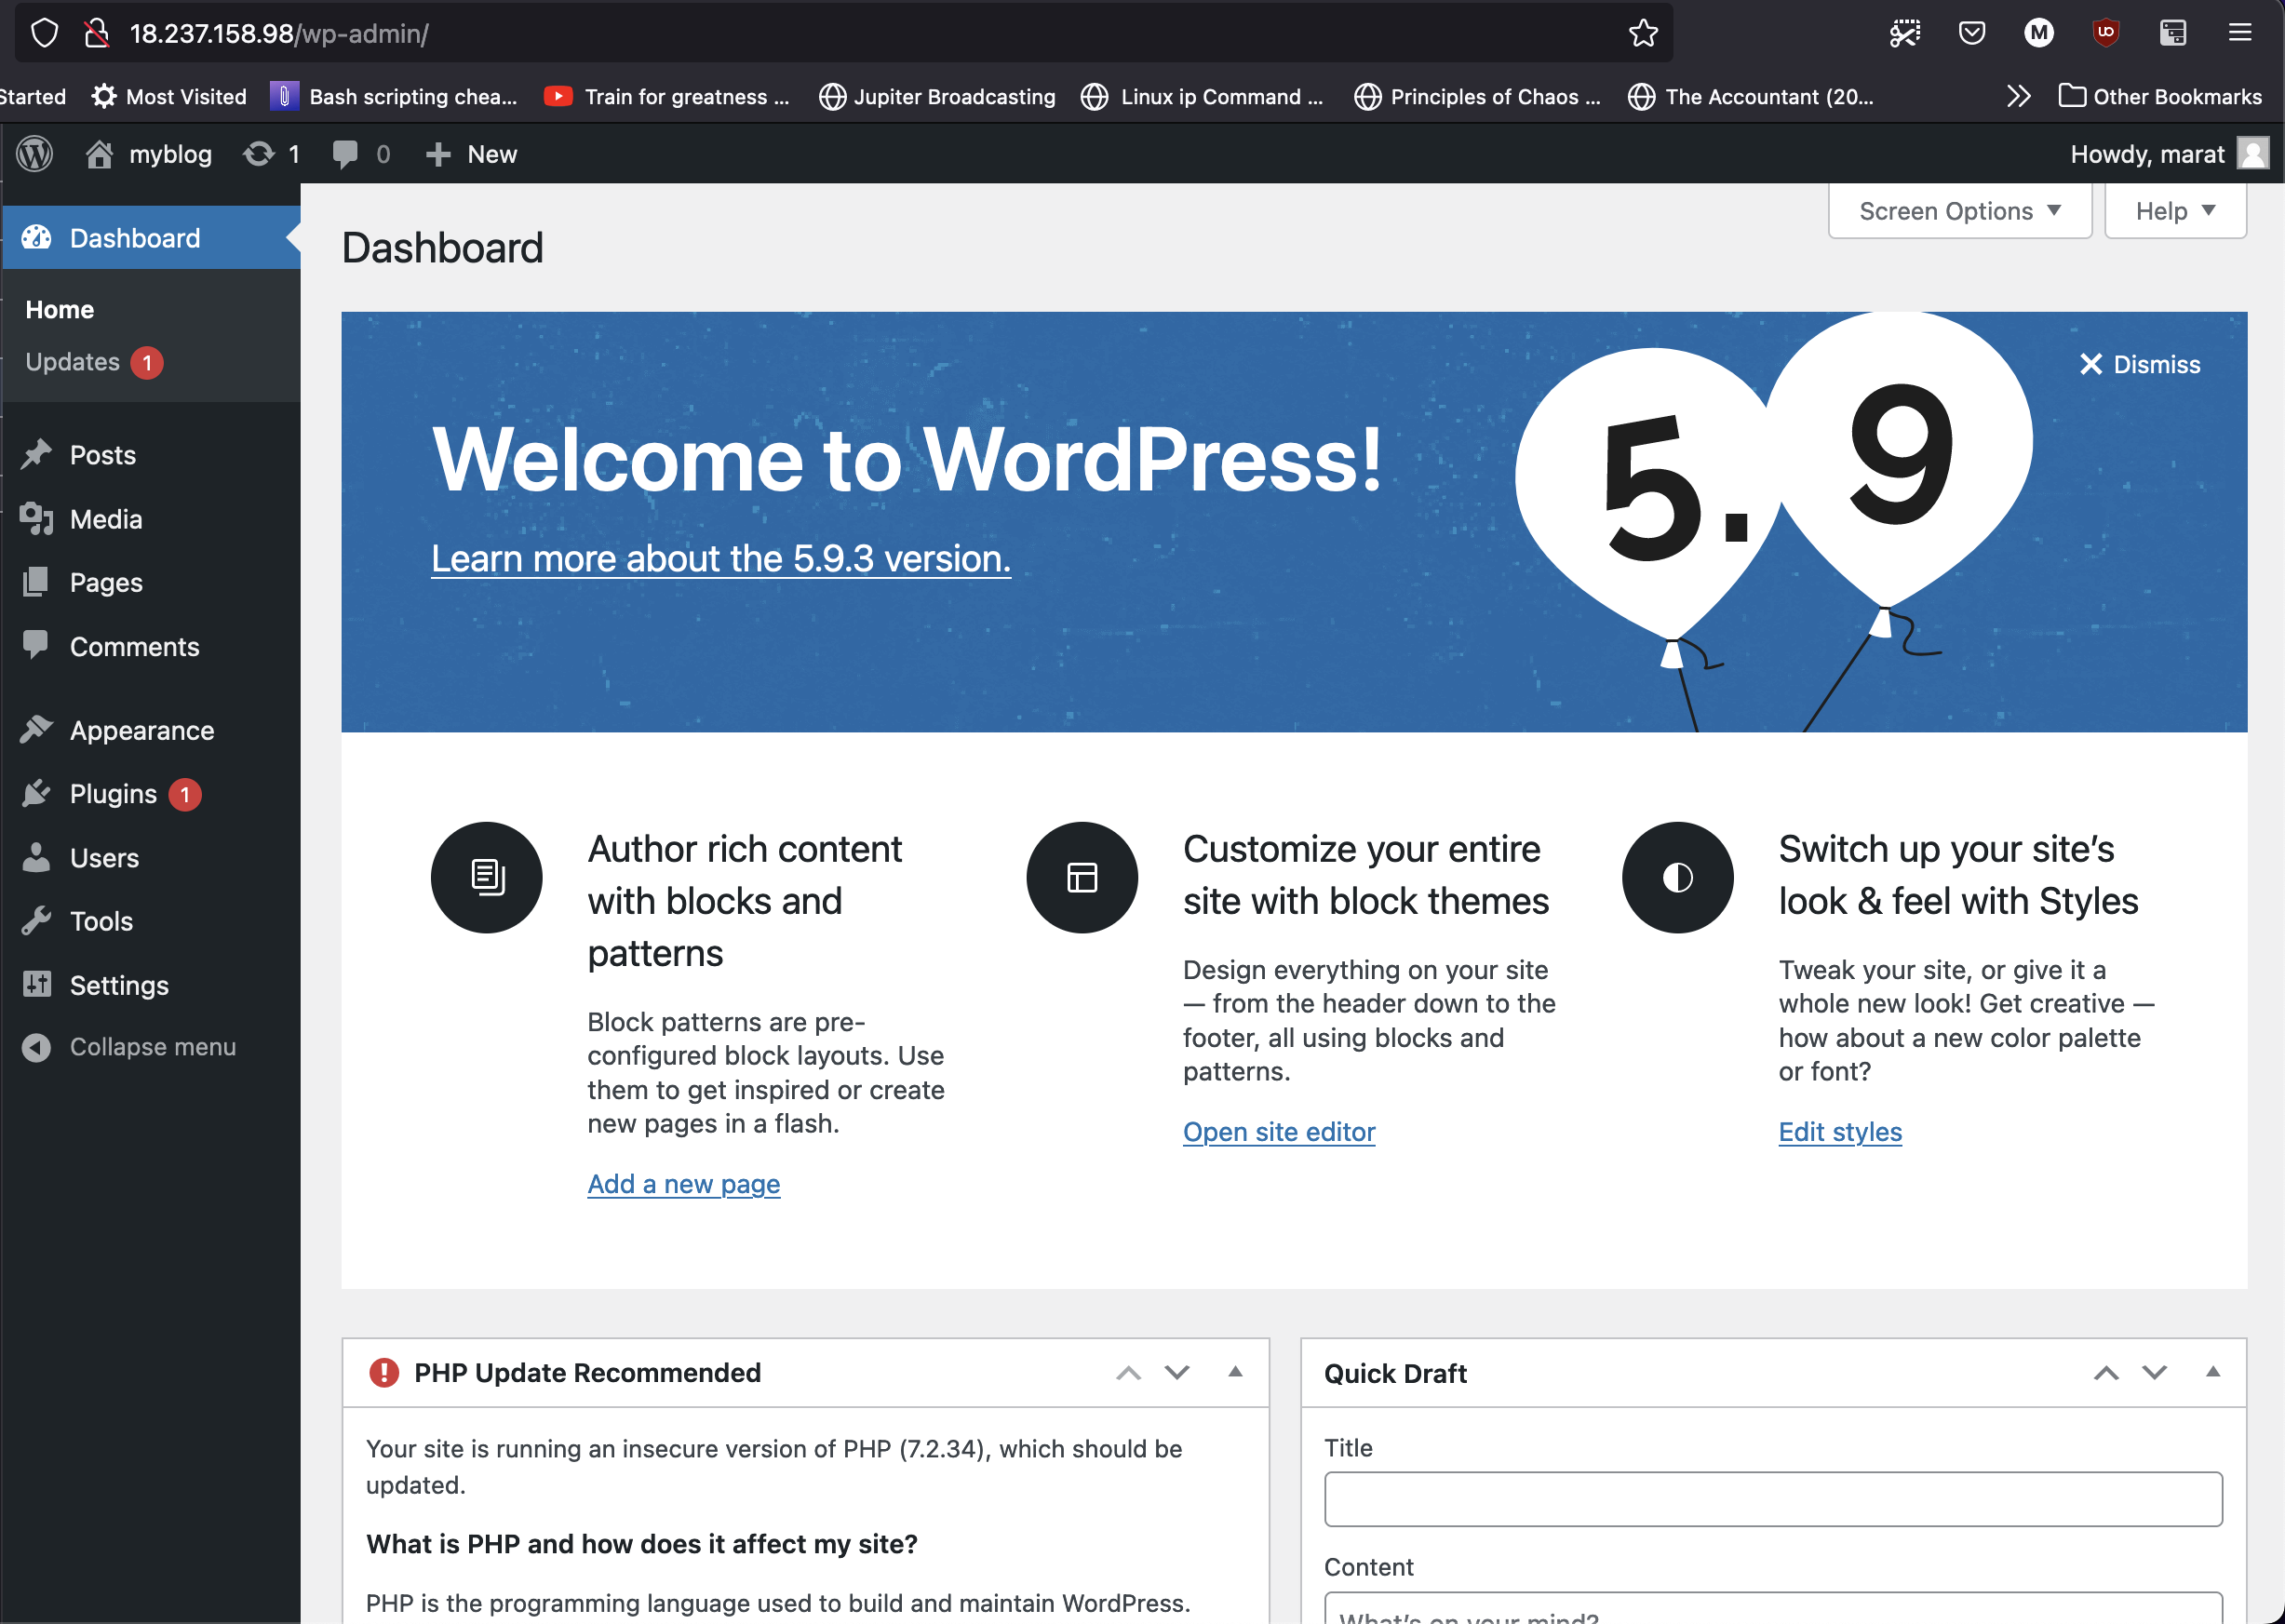 18.237.158.98/wp-admin/
Started
Most Visited
Bash scripting chea...
Train for greatness ...
Jupiter Broadcasting
Linux ip Command ...
Principles of Chaos ...
The Accountant (20...
Other Bookmarks
myblog
1
0
New
Howdy, marat
Dashboard
Home
Updates 1
Posts
Media
Pages
Comments
Appearance
Plugins 1
Users
Tools
Settings
Collapse menu
Screen Options
Help
Dashboard
Dismiss
Welcome to WordPress!
Learn more about the 5.9.3 version.
5.9
Author rich content
with blocks and
patterns
Block patterns are pre-
configured block layouts. Use
them to get inspired or create
new pages in a flash.
Add a new page
Customize your entire
site with block themes
Design everything on your site
— from the header down to the
footer, all using blocks and
patterns.
Open site editor
Switch up your site’s
look & feel with Styles
Tweak your site, or give it a
whole new look! Get creative —
how about a new color palette
or font?
Edit styles
PHP Update Recommended
Your site is running an insecure version of PHP (7.2.34), which should be
updated.
What is PHP and how does it affect my site?
PHP is the programming language used to build and maintain WordPress.
Quick Draft
Title
Content
What’s on your mind?